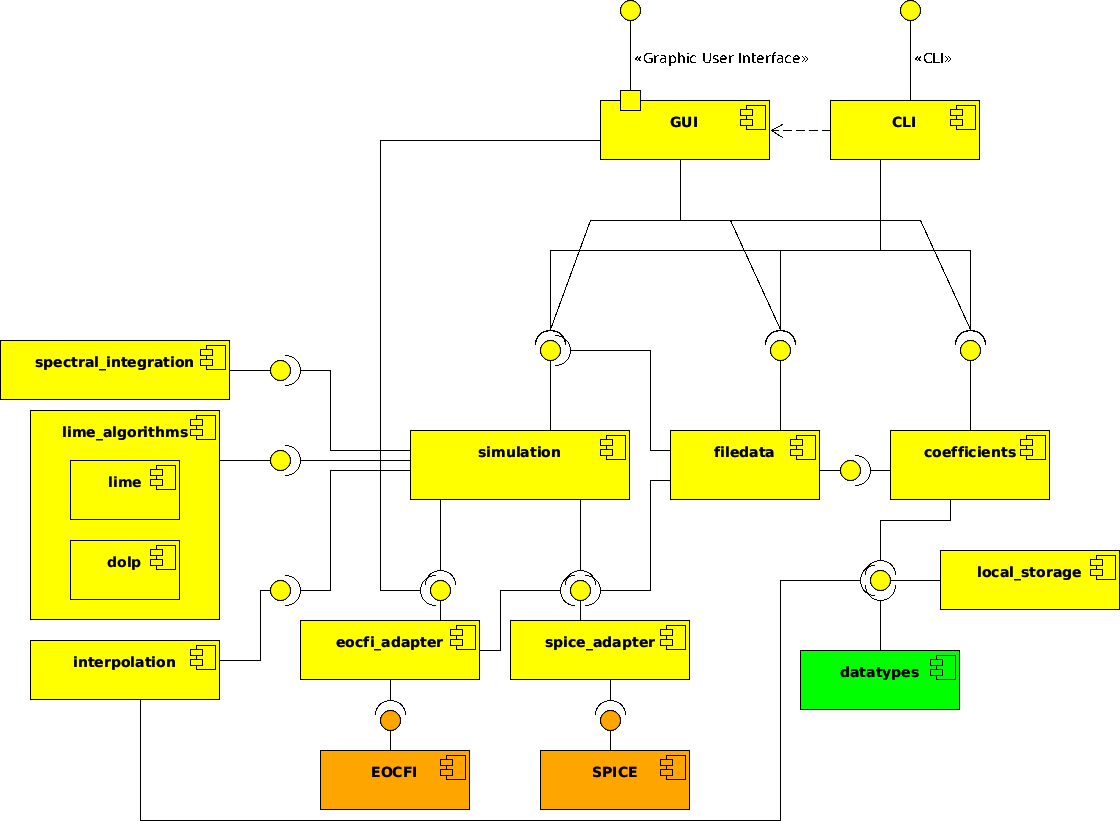 «Graphic User Interface»
«CLI»
GUI
CLI
spectral_integration
lime_algorithms
lime
dolp
simulation
filedata
coefficients
local_storage
interpolation
eocfi_adapter
spice_adapter
datatypes
EOCFI
SPICE